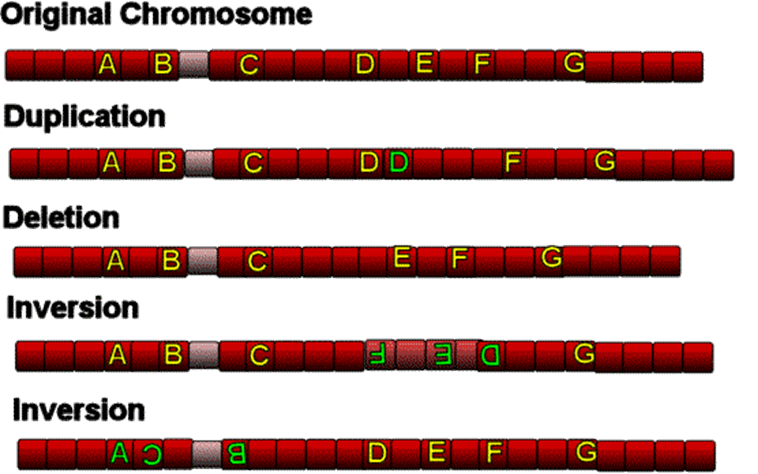 Original Chromosome
A B C D E F G
Duplication
A B C D D F G
Deletion
A B C E F G
Inversion
A B C F E D G
Inversion
A C B D E F G